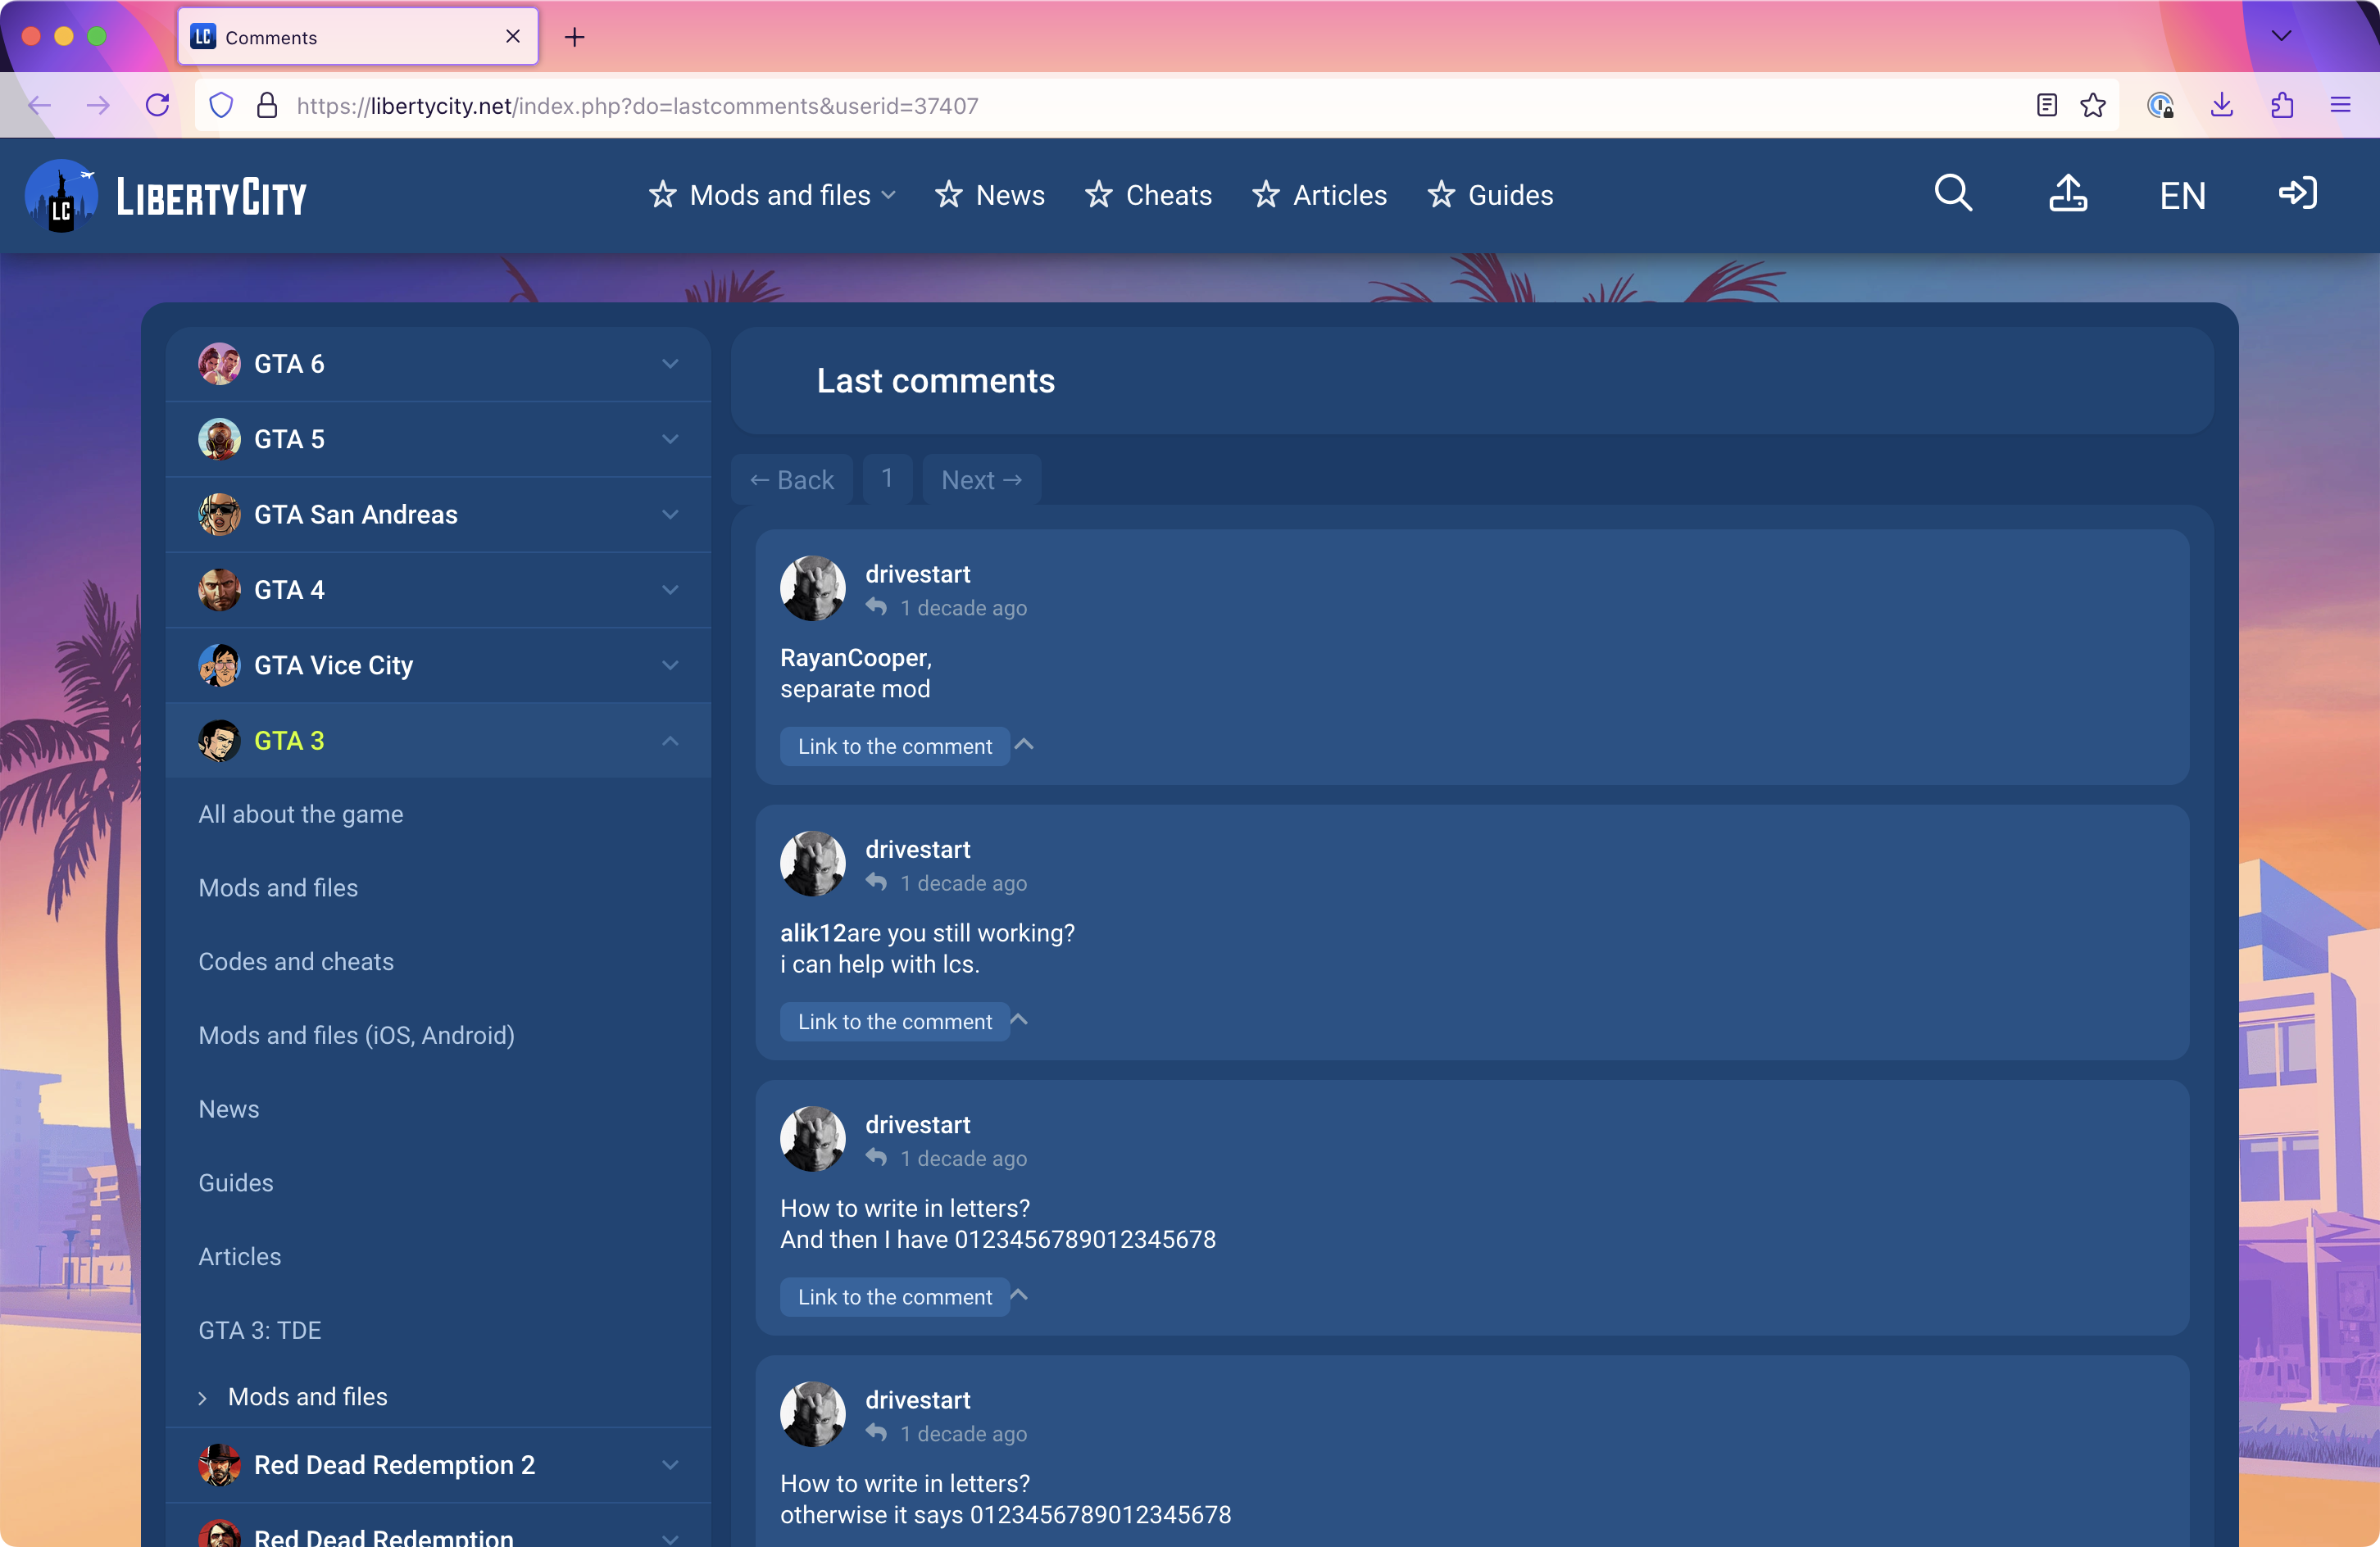 LC Comments
https://libertycity.net/index.php?do=lastcomments&userid=37407
LC LIBERTYCITY Mods and files News Cheats Articles Guides EN
GTA 6
GTA 5
GTA San Andreas
GTA 4
GTA Vice City
GTA 3
All about the game
Mods and files
Codes and cheats
Mods and files (iOS, Android)
News
Guides
Articles
GTA 3: TDE
Mods and files
Red Dead Redemption 2
Red Dead Redemption
Last comments
← Back 1 Next →
drivestart
1 decade ago
RayanCooper,
separate mod
Link to the comment
drivestart
1 decade ago
alik12are you still working?
i can help with lcs.
Link to the comment
drivestart
1 decade ago
How to write in letters?
And then I have 0123456789012345678
Link to the comment
drivestart
1 decade ago
How to write in letters?
otherwise it says 0123456789012345678